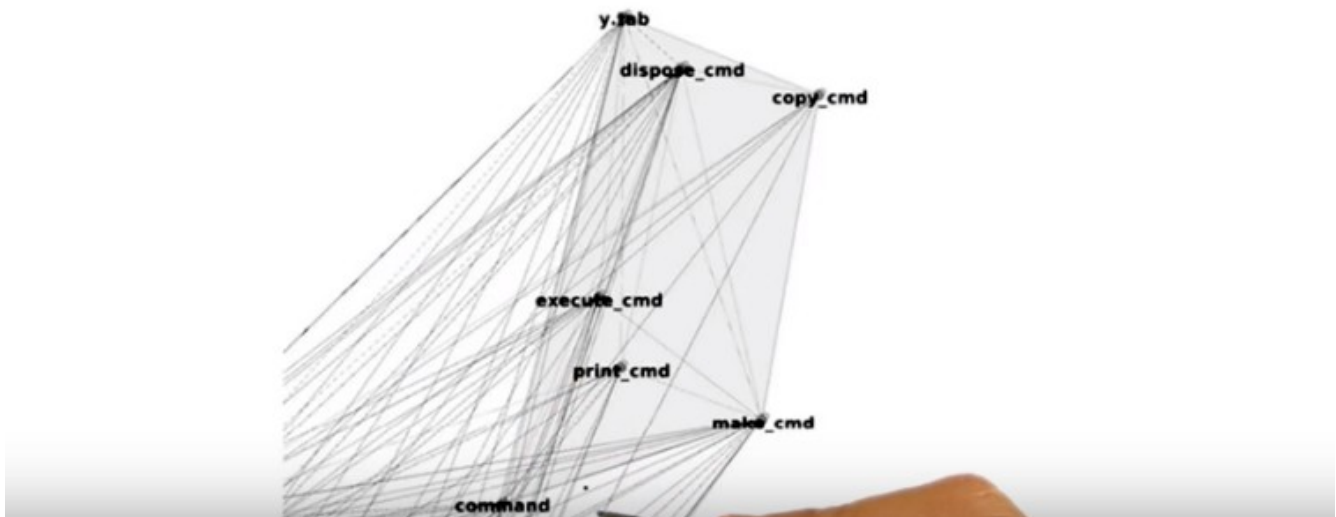 y.tab
dispose_cmd
copy_cmd
execute_cmd
print_cmd
make_cmd
command